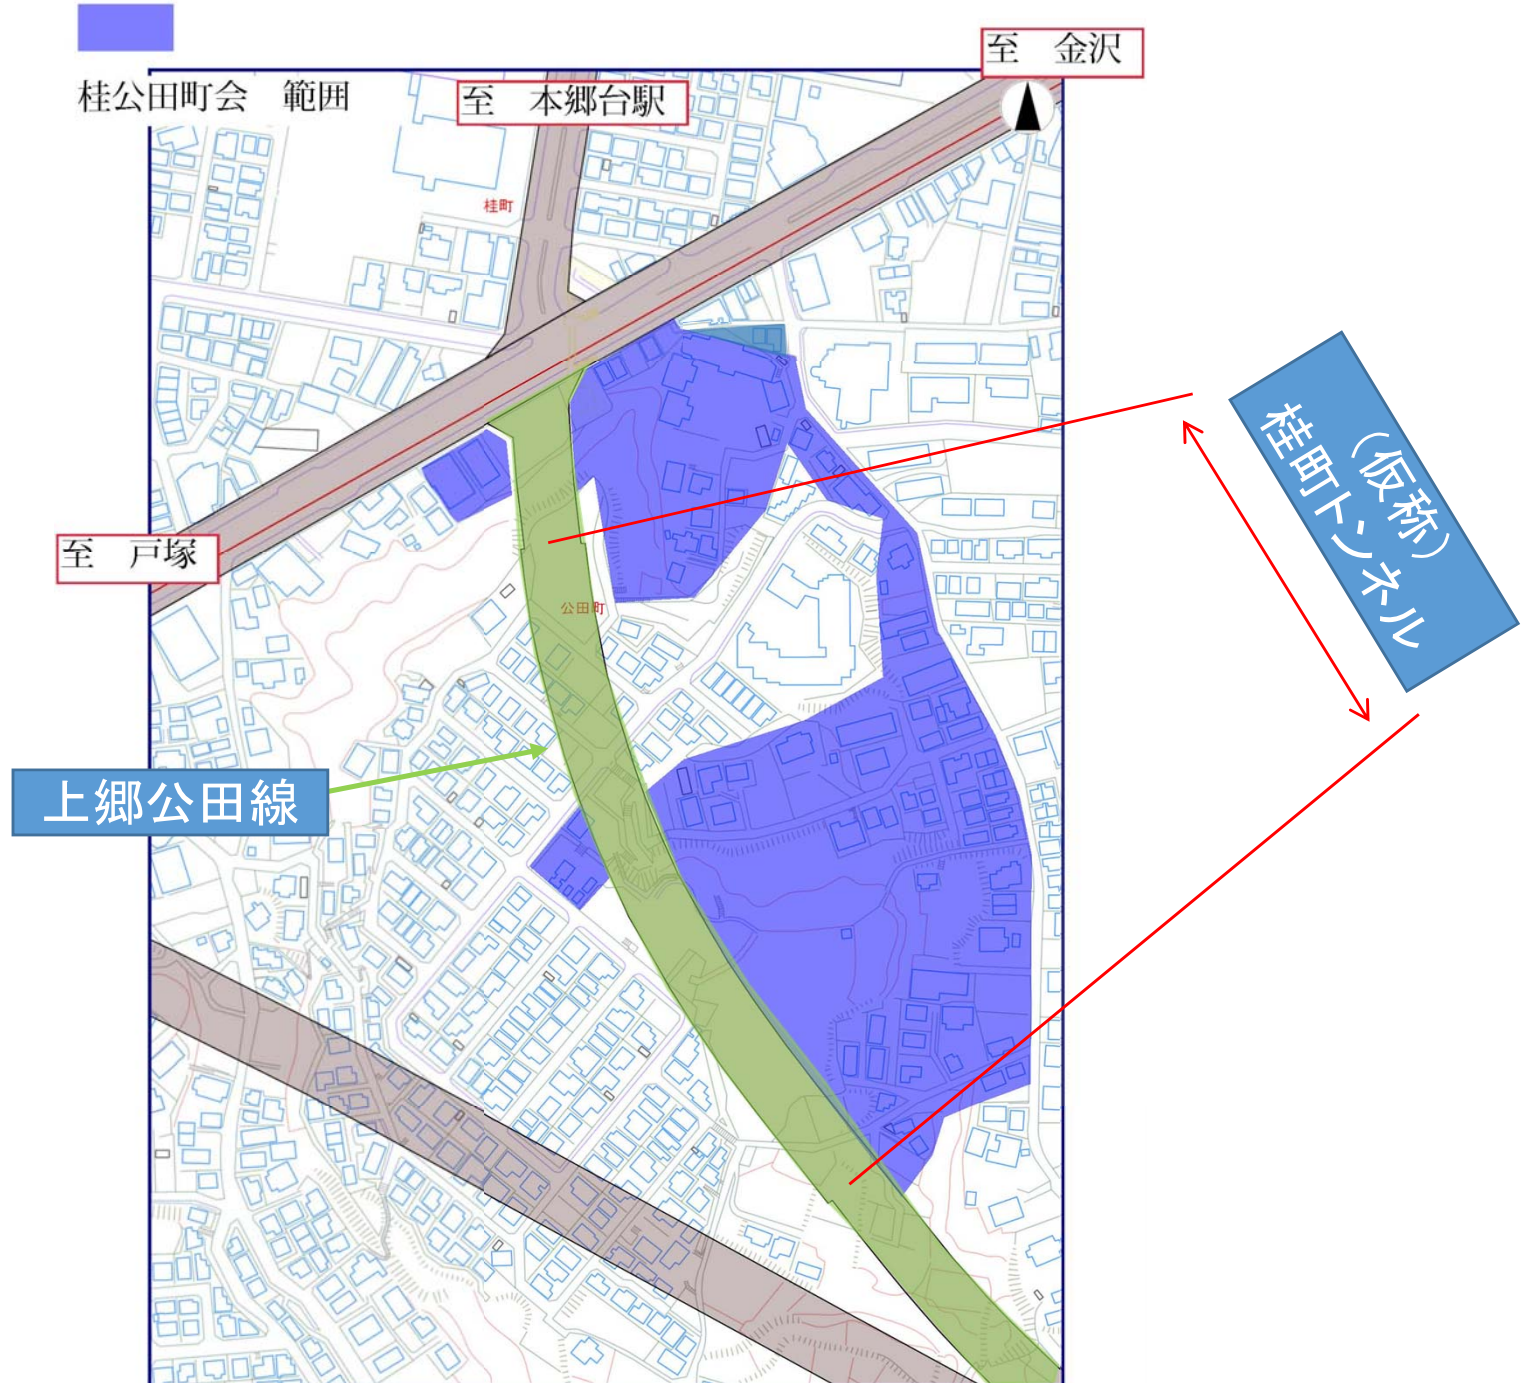 至　金沢
桂公田町会　範囲
至　本郷台駅
桂町
（仮称）
桂町トンネル
至　戸塚
公田町
上郷公田線